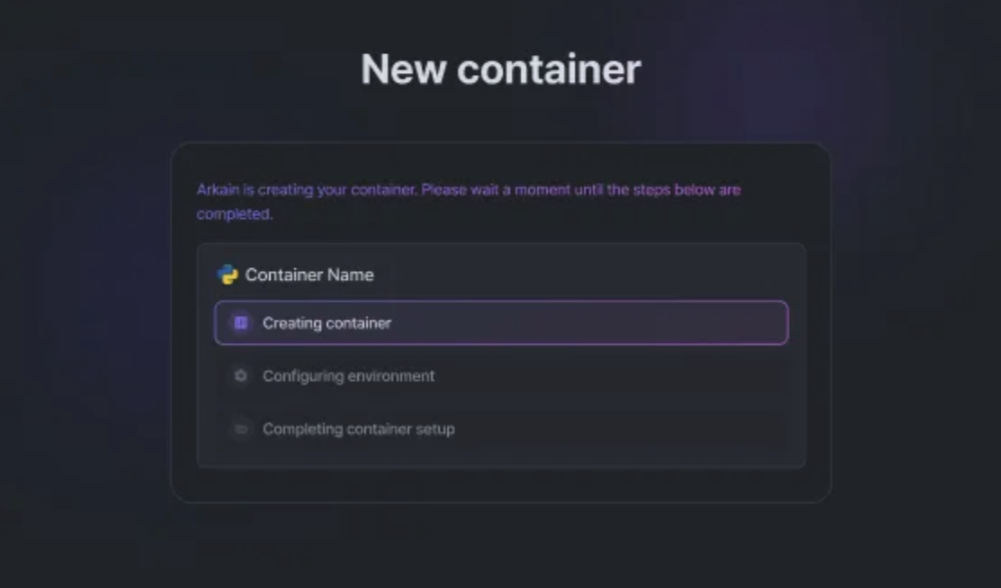 New container
Arkain is creating your container. Please wait a moment until the steps below are
completed.
Container Name
Creating container
Configuring environment
Completing container setup